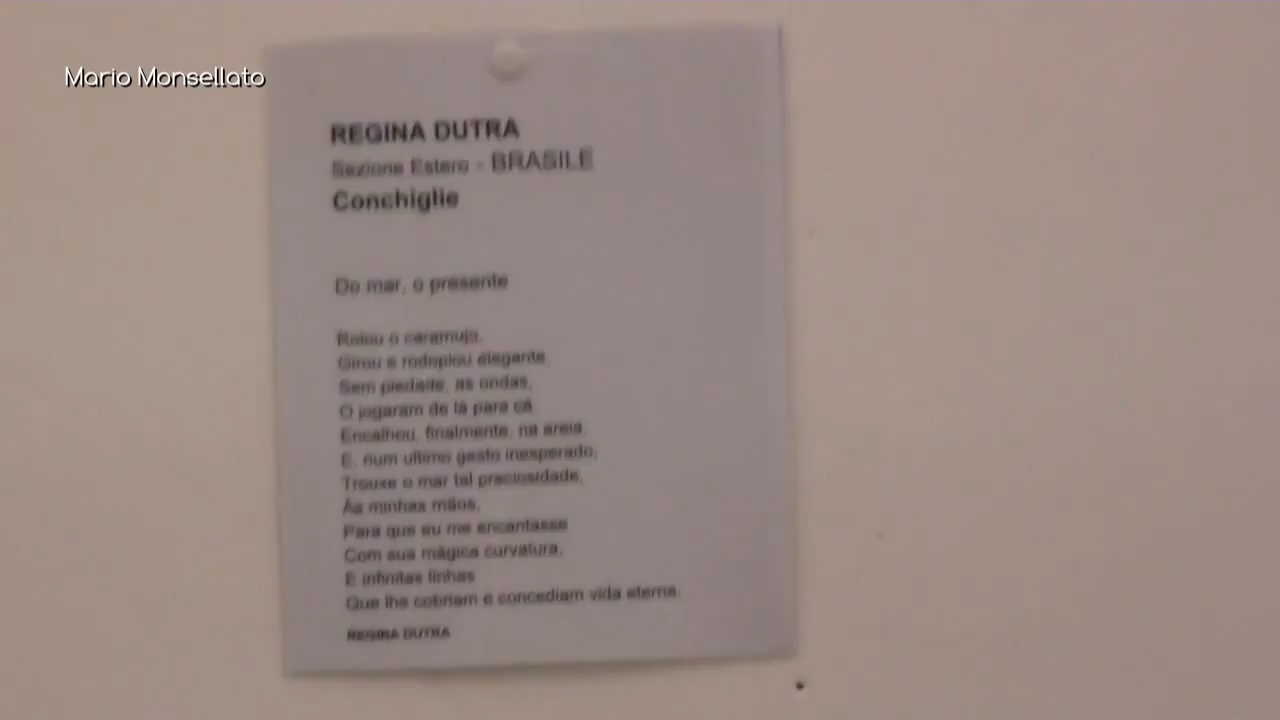 Mario Monsellato
REGINA DUTRA
Sezione Estero - BRASILE
Conchiglie
Do mar, o presente
Rolou o caramujo,
Girou e rodopiou elegante,
Sem piedade, as ondas,
O jogaram de lá para cá
Encalhou, finalmente, na areia,
E, num ultimo gesto inesperado,
Trouxe o mar tal preciosidade,
Às minhas mãos,
Para que eu me encantasse
Com sua mágica curvatura,
E infinitas linhas
Que lhe cobriam e concediam vida eterna.
REGINA DUTRA